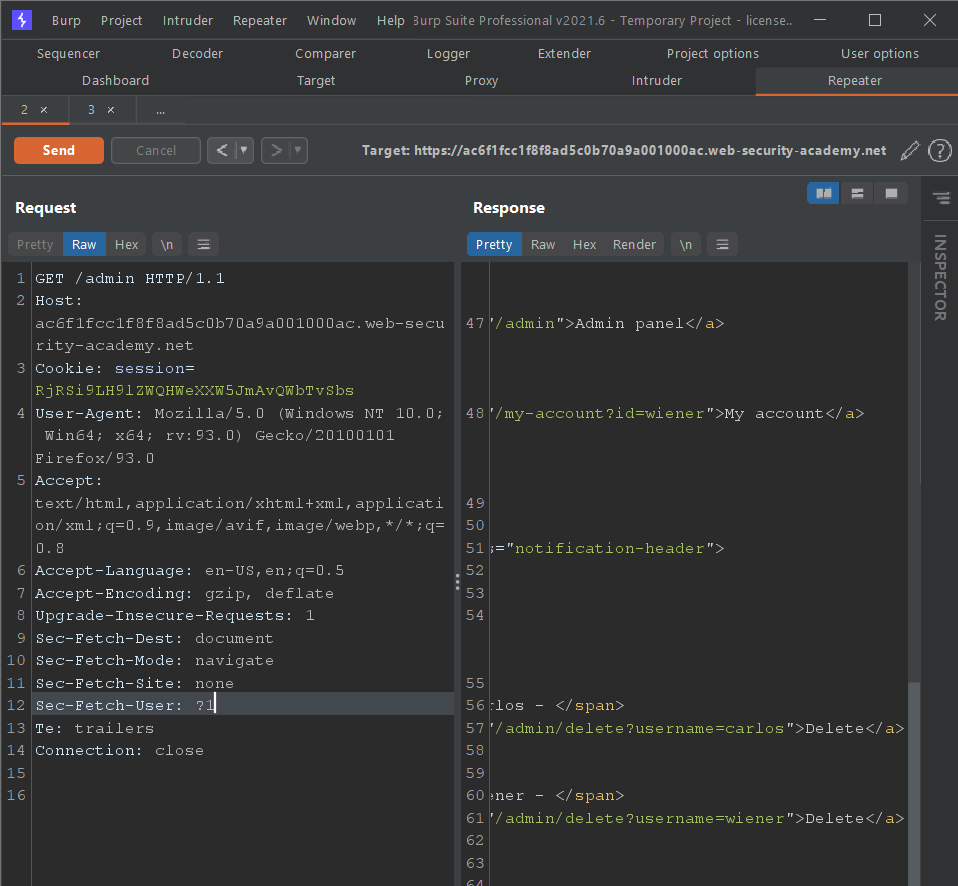 Burp Project Intruder Repeater Window Help Burp Suite Professional v2021.6 - Temporary Project - license..
Sequencer Decoder Comparer Logger Extender Project options User options
Dashboard Target Proxy Intruder Repeater
2 × 3 × ...
Send Cancel < > Target: https://ac6f1fcc1f8f8ad5c0b70a9a001000ac.web-security-academy.net ?
Request
Pretty Raw Hex \n
1 GET /admin HTTP/1.1
2 Host:
ac6f1fcc1f8f8ad5c0b70a9a001000ac.web-secu
rity-academy.net
3 Cookie: session=
RjRSi9LH9lZWQHWeXXW5JmAvQWbTvSbs
4 User-Agent: Mozilla/5.0 (Windows NT 10.0;
Win64; x64; rv:93.0) Gecko/20100101
Firefox/93.0
5 Accept:
text/html,application/xhtml+xml,applicati
on/xml;q=0.9,image/avif,image/webp,*/*;q=
0.8
6 Accept-Language: en-US,en;q=0.5
7 Accept-Encoding: gzip, deflate
8 Upgrade-Insecure-Requests: 1
9 Sec-Fetch-Dest: document
10 Sec-Fetch-Mode: navigate
11 Sec-Fetch-Site: none
12 Sec-Fetch-User: ?1
13 Te: trailers
14 Connection: close
15
16
Response
Pretty Raw Hex Render \n
47 "/admin">Admin panel</a>
48 "/my-account?id=wiener">My account</a>
49
50
51 s="notification-header">
52
53
54
55
56 rlos - </span>
57 "/admin/delete?username=carlos">Delete</a>
58
59
60 ener - </span>
61 "/admin/delete?username=wiener">Delete</a>
62
63
64
INSPECTOR